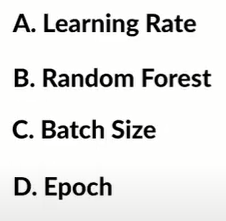 A. Learning Rate
B. Random Forest
C. Batch Size
D. Epoch